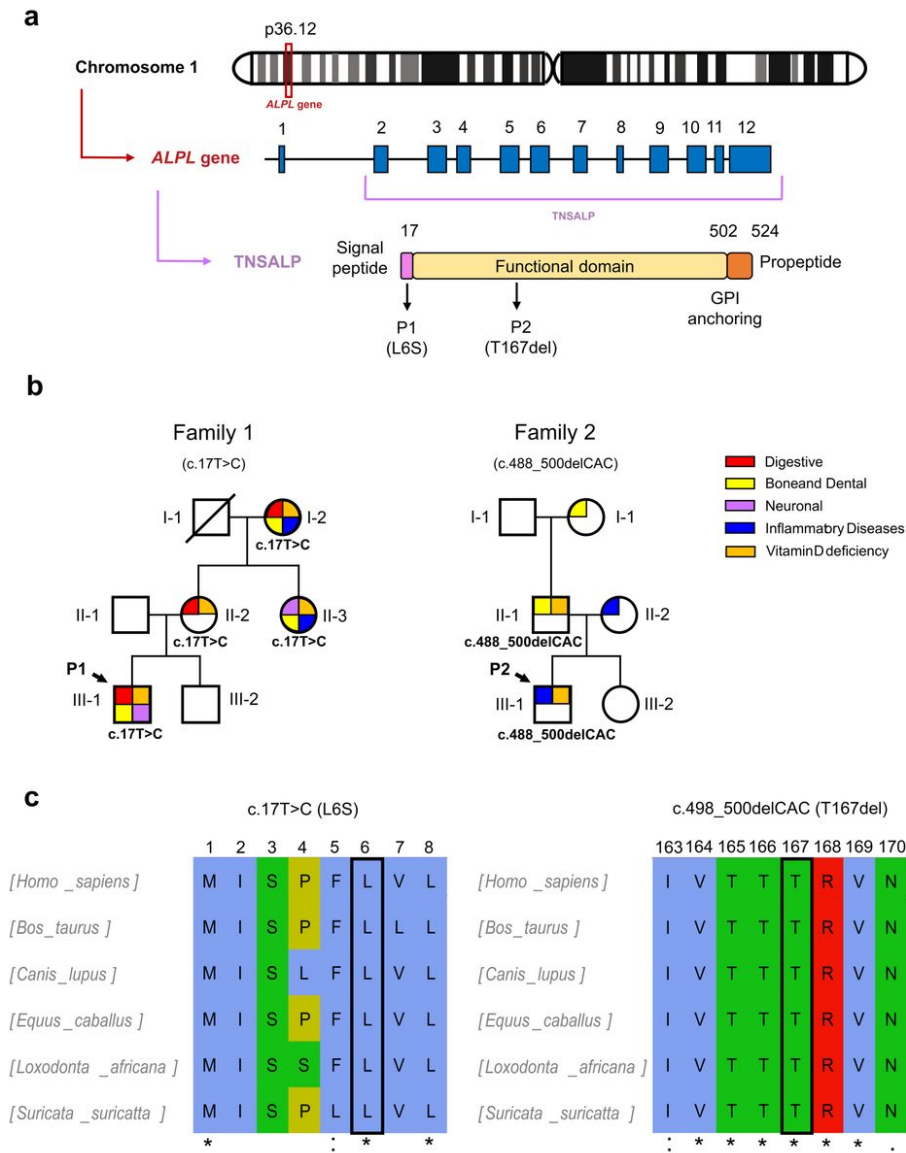 a
p36.12
Chromosome 1
ALPL gene
1 2 3 4 5 6 7 8 9 10 11 12
ALPL gene
TNSALP
17 502 524
TNSALP
Signal peptide
Functional domain
Propeptide
GPI anchoring
P1 (L6S)
P2 (T167del)
b
Family 1
(c.17T>C)
I-1
I-2
c.17T>C
II-1
II-2
II-3
c.17T>C
c.17T>C
P1
III-1
III-2
c.17T>C
Family 2
(c.488_500delCAC)
I-1
I-1
II-1
II-2
c.488_500delCAC
P2
III-1
III-2
c.488_500delCAC
Digestive
Boneand Dental
Neuronal
Inflammatry Diseases
VitaminD deficiency
c
c.17T>C (L6S)
1 2 3 4 5 6 7 8
[Homo _sapiens] M I S P F L V L
[Bos_taurus] M I S P F L L L
[Canis_lupus] M I S L F L V L
[Equus_caballus] M I S P F L V L
[Loxodonta _africana] M I S S F L V L
[Suricata _suricatta] M I S P L L V L
* : * *
c.498_500delCAC (T167del)
163 164 165 166 167 168 169 170
[Homo _sapiens] I V T T T R V N
[Bos_taurus] I V T T T R V N
[Canis_lupus] I V T T T R V N
[Equus_caballus] I V T T T R V N
[Loxodonta _africana] I V T T T R V N
[Suricata _suricatta] I V T T T R V N
: * * * * * * .